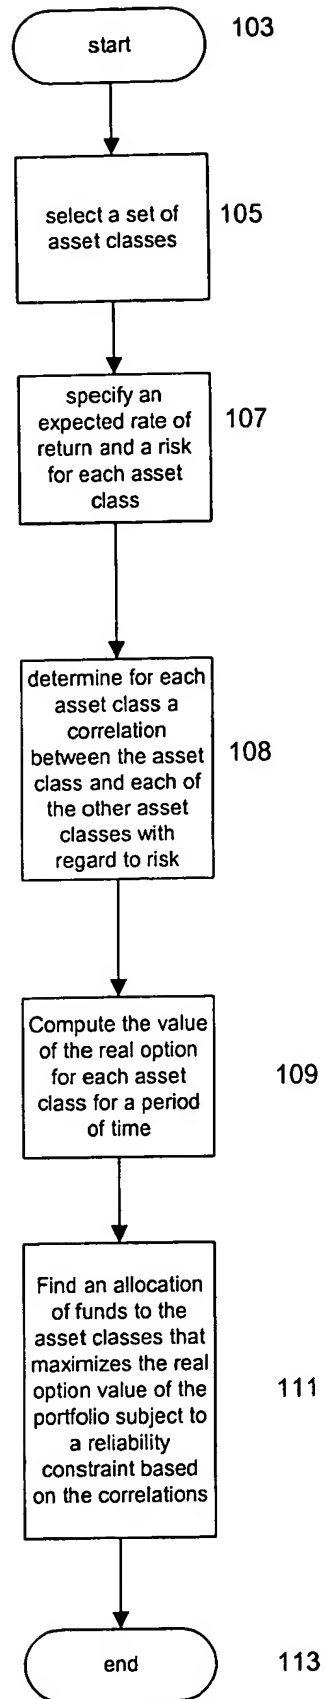 start
103
select a set of
asset classes
105
specify an
expected rate of
return and a risk
for each asset
class
107
determine for each
asset class a
correlation
between the asset
class and each of
the other asset
classes with
regard to risk
108
Compute the value
of the real option
for each asset
class for a period
of time
109
Find an allocation
of funds to the
asset classes that
maximizes the real
option value of the
portfolio subject to
a reliability
constraint based
on the correlations
111
end
113